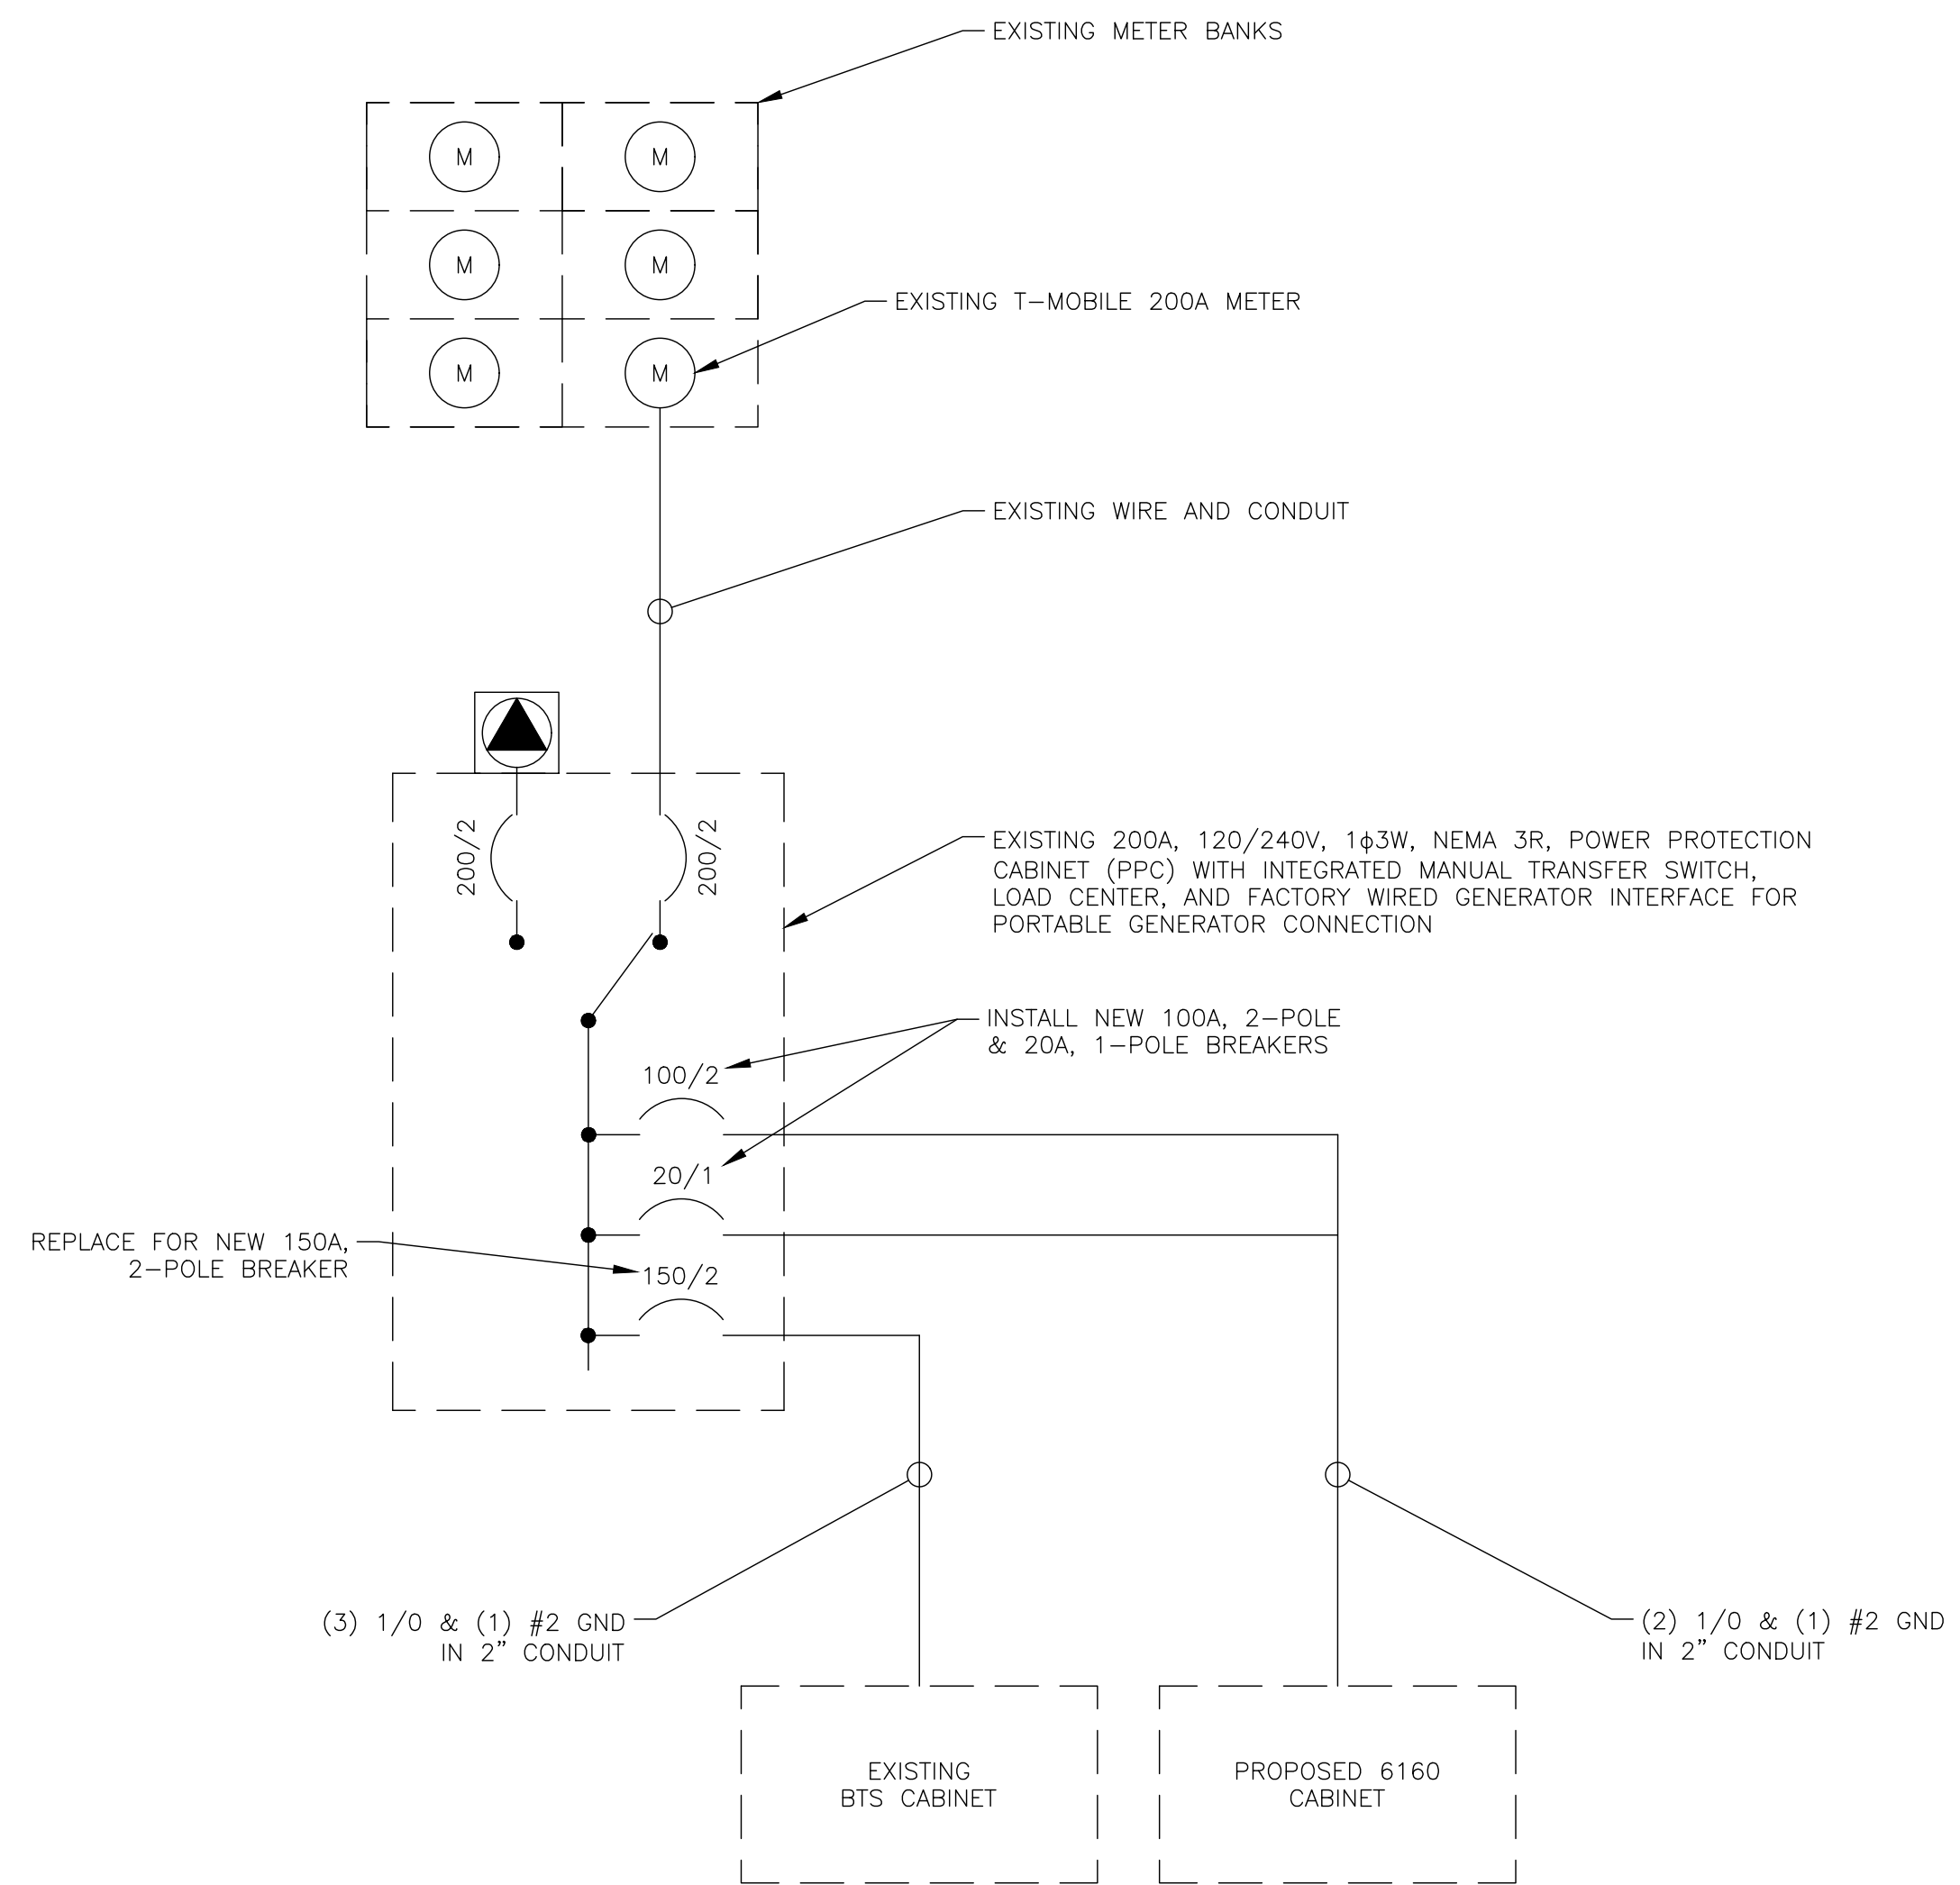 EXISTING METER BANKS
M
M
M
M
EXISTING T-MOBILE 200A METER
M
M
EXISTING WIRE AND CONDUIT
200/2
200/2
EXISTING 200A, 120/240V, 1ϕ3W, NEMA 3R, POWER PROTECTION
CABINET (PPC) WITH INTEGRATED MANUAL TRANSFER SWITCH,
LOAD CENTER, AND FACTORY WIRED GENERATOR INTERFACE FOR
PORTABLE GENERATOR CONNECTION
INSTALL NEW 100A, 2-POLE
& 20A, 1-POLE BREAKERS
100/2
20/1
REPLACE FOR NEW 150A,
2-POLE BREAKER
150/2
(3) 1/0 & (1) #2 GND
IN 2" CONDUIT
(2) 1/0 & (1) #2 GND
IN 2" CONDUIT
EXISTING
BTS CABINET
PROPOSED 6160
CABINET